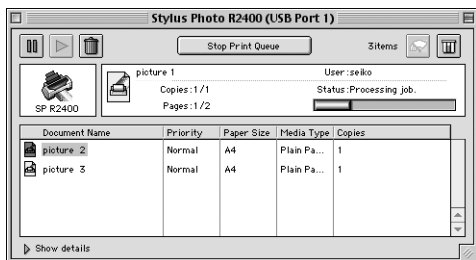 Stylus Photo R2400 (USB Port 1)
Stop Print Queue
3items
SP R2400
picture 1
User:seiko
Copies:1/1
Status:Processing job.
Pages:1/2
Document Name Priority Paper Size Media Type Copies
picture 2 Normal A4 Plain Pa... 1
picture 3 Normal A4 Plain Pa... 1
Show details